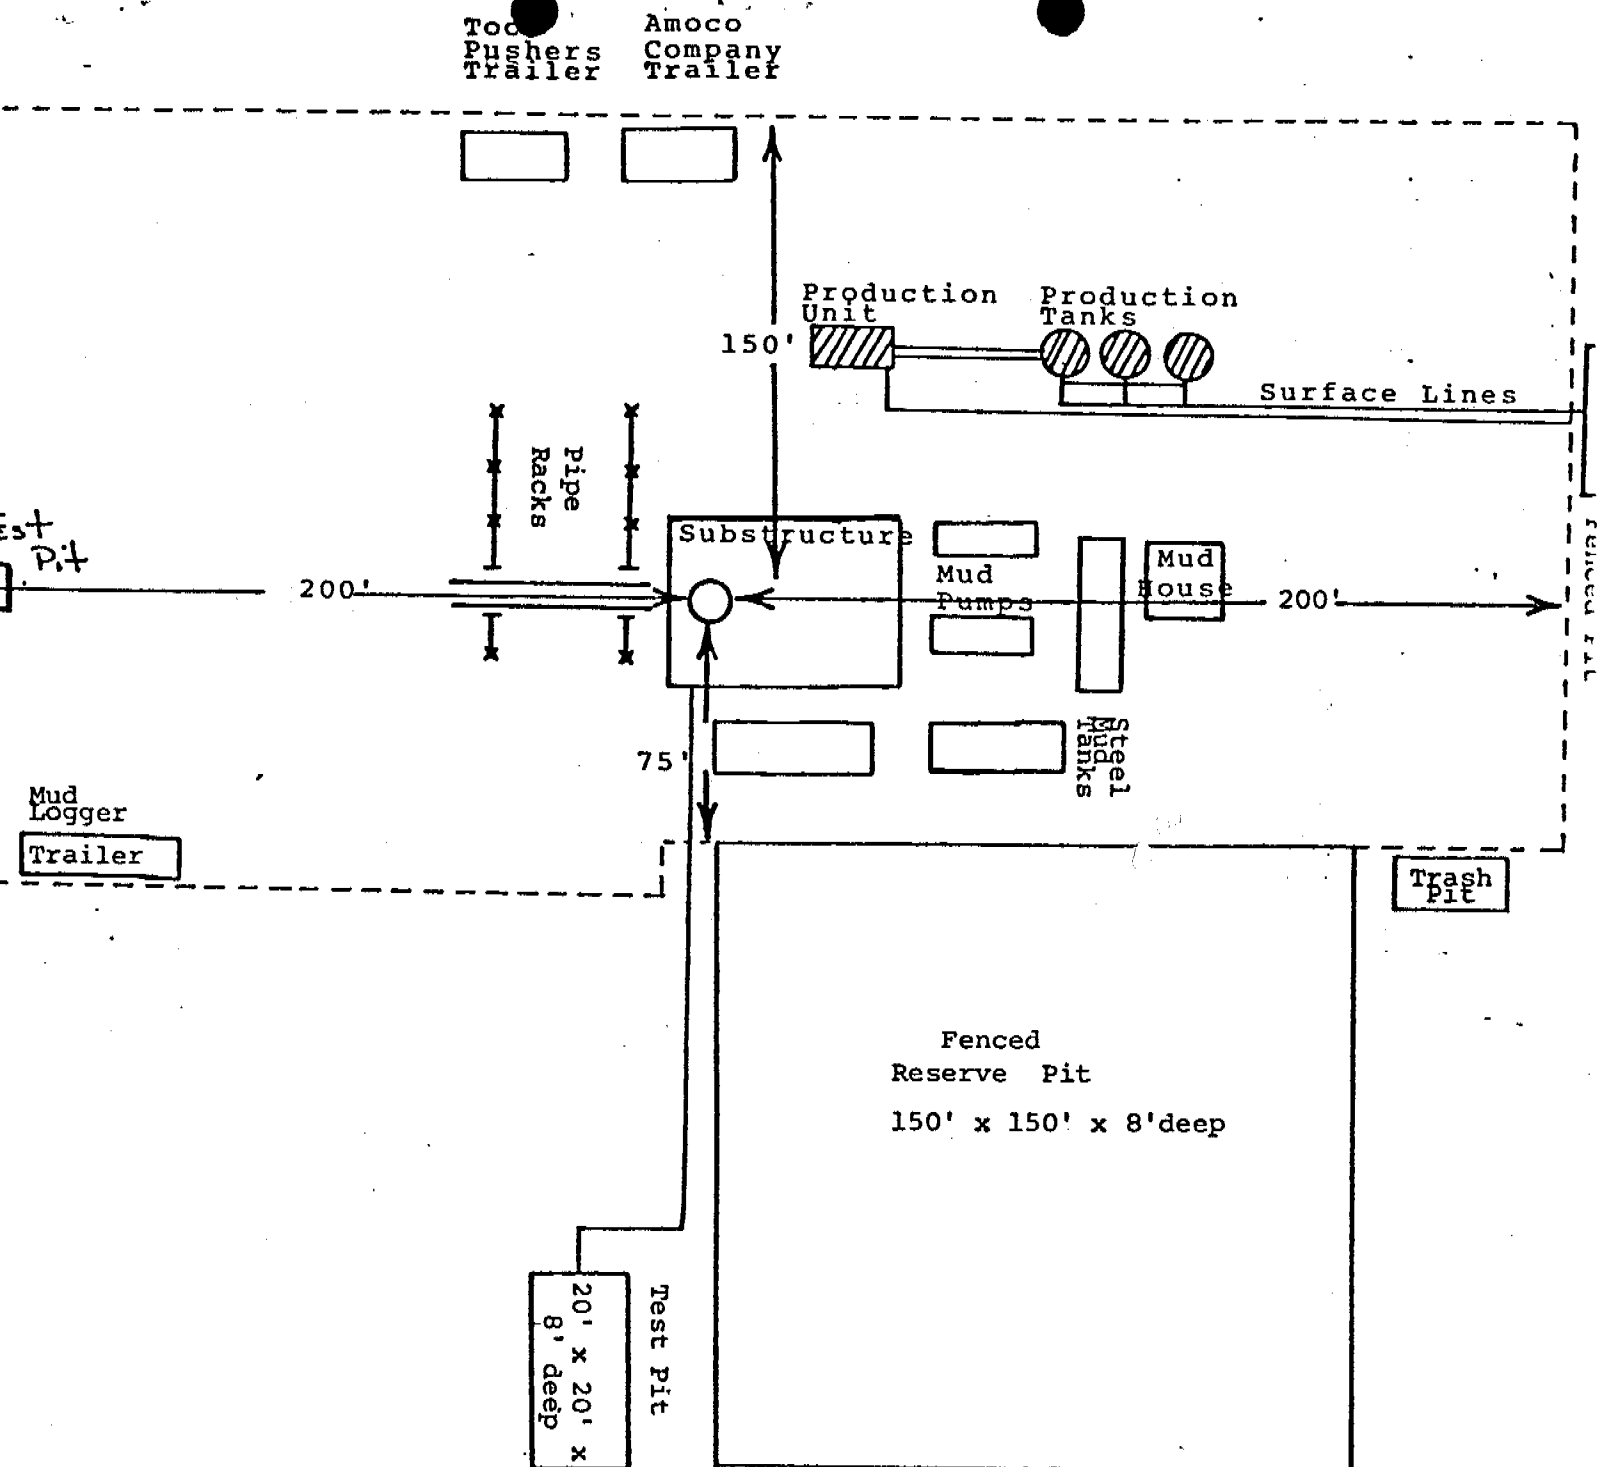 Pushers
Trailer
Amoco
Company
Trailer
Production
Unit
Production
Tanks
150'
Surface Lines
Pipe
Racks
Pit
Substructure
Mud
Pumps
Mud
House
200'
200'
75'
Steel
Mud
Tanks
Mud
Logger
Trailer
Trash
Pit
Fenced
Reserve Pit
150' x 150' x 8'deep
Test Pit
20' x 20' x
8' deep